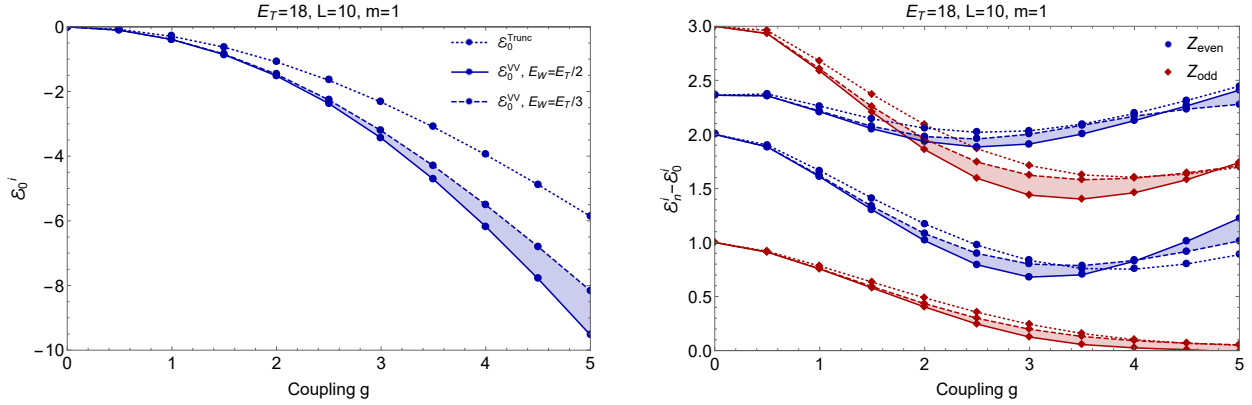 E_T=18, L=10, m=1
ℰ_0^Trunc
ℰ_0^VV, E_W=E_T/2
ℰ_0^VV, E_W=E_T/3
ℰ_0^i
0
−2
−4
−6
−8
−10
0 1 2 3 4 5
Coupling g
E_T=18, L=10, m=1
Z_even
Z_odd
ℰ_n^i−ℰ_0^i
3.0
2.5
2.0
1.5
1.0
0.5
0.0
0 1 2 3 4 5
Coupling g